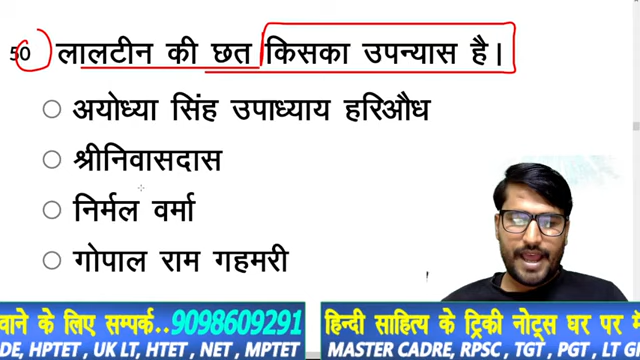 50 लालटीन की छत किसका उपन्यास है।
अयोध्या सिंह उपाध्याय हरिऔध
श्रीनिवासदास
निर्मल वर्मा
गोपाल राम गहमरी
वाने के लिए सम्पर्क..9098609291 हिन्दी साहित्य के ट्रिकी नोट्स घर पर
DE, HPTET , UK LT, HTET , NET , MPTET MASTER CADRE, RPSC , TGT , PGT , LT G